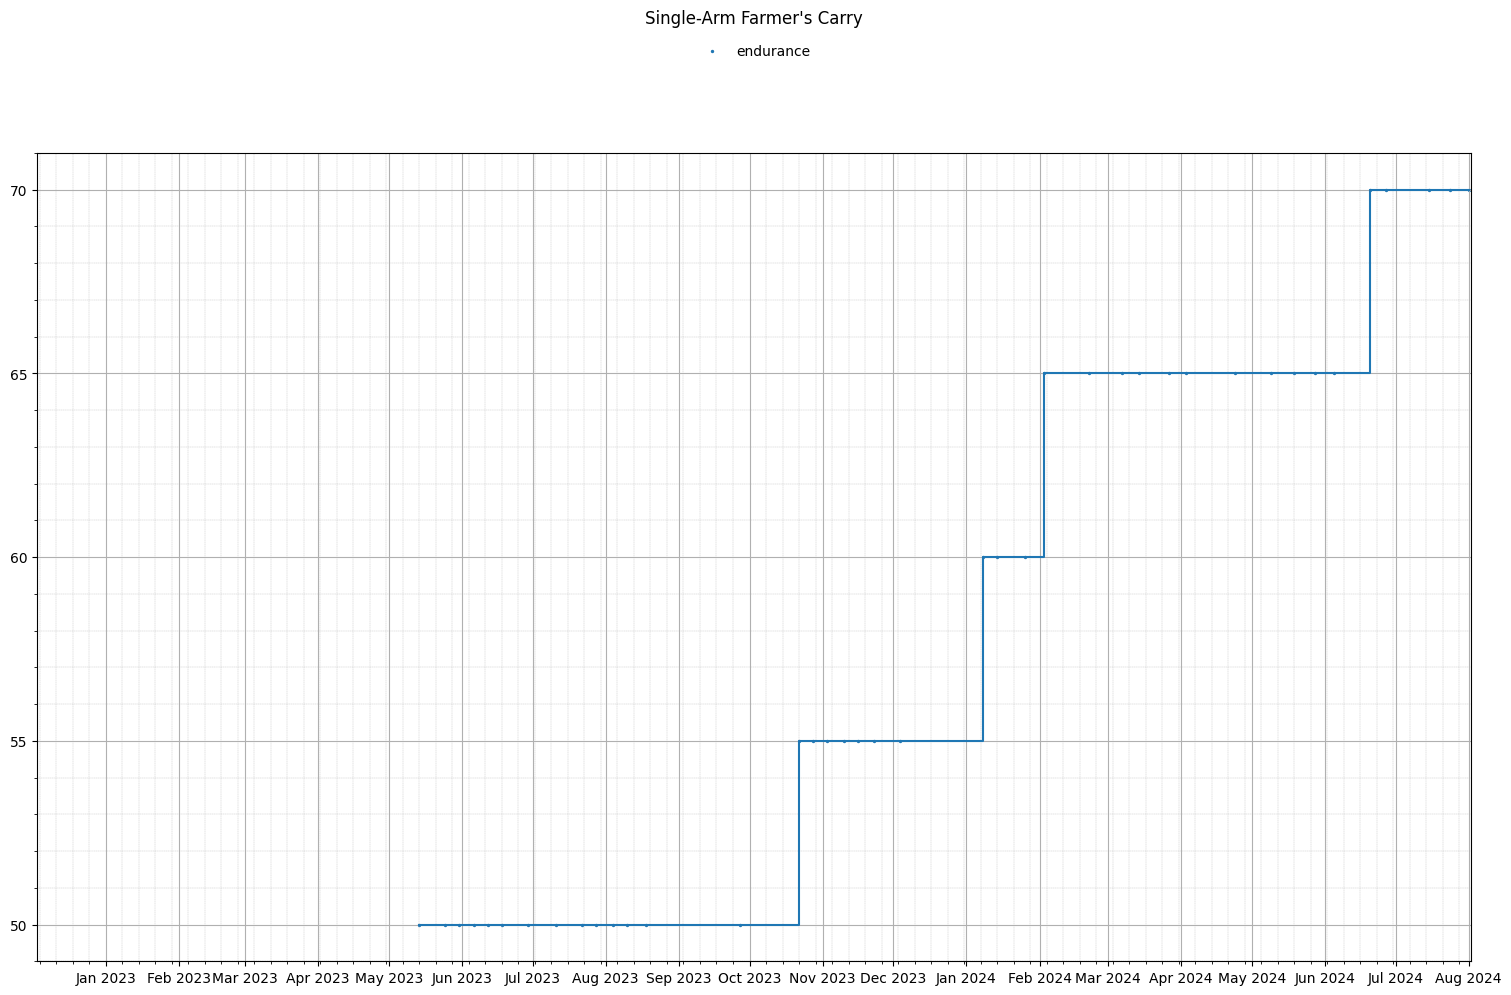 Single-Arm Farmer's Carry
endurance
70
65
60
55
50
Jan 2023 Feb 2023 Mar 2023 Apr 2023 May 2023 Jun 2023 Jul 2023 Aug 2023 Sep 2023 Oct 2023 Nov 2023 Dec 2023 Jan 2024 Feb 2024 Mar 2024 Apr 2024 May 2024 Jun 2024 Jul 2024 Aug 2024